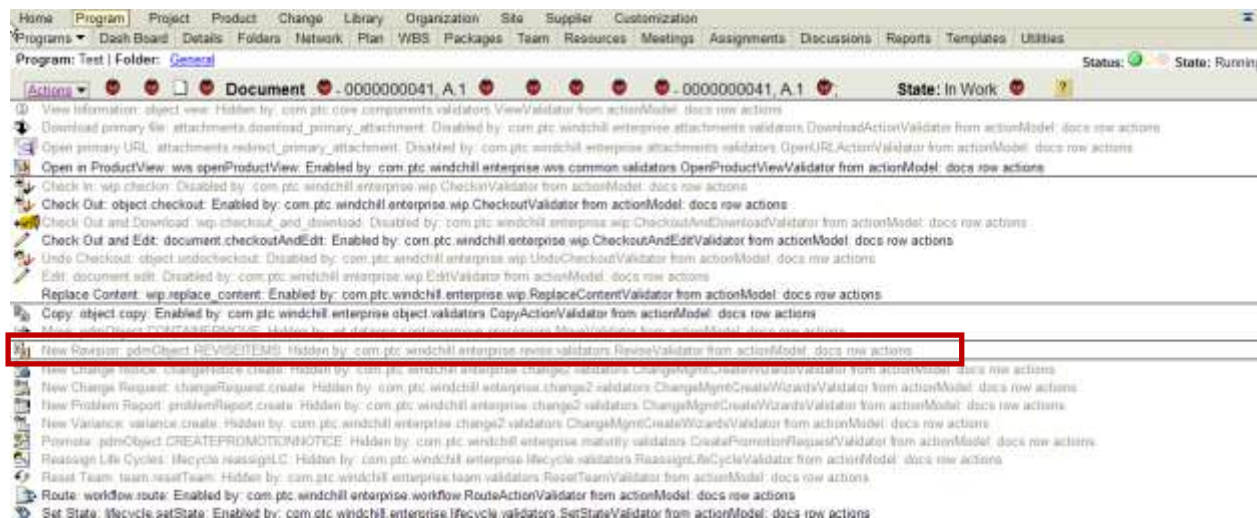 Home Program Project Product Change Library Organization Site Supplier Customization
Programs Dash Board Details Folders Network Plan WBS Packages Team Resources Meetings Assignments Discussions Reports Templates Utilities
Program: Test | Folder: General Status: State: Running
Actions Document - 0000000041, A.1 - 0000000041, A.1 ; State: In Work ?
View Information: object.view: Hidden by: com.ptc.core.components.validators.ViewValidator from actionModel: docs row actions
Download primary file: attachments.download_primary_attachment: Disabled by: com.ptc.windchill.enterprise.attachments.validators.DownloadActionValidator from actionModel: docs row actions
Open primary URL: attachments.redirect_primary_attachment: Disabled by: com.ptc.windchill.enterprise.attachments.validators.OpenURLActionValidator from actionModel: docs row actions
Open in ProductView: wvs.openProductView: Enabled by: com.ptc.windchill.enterprise.wvs.common.validators.OpenProductViewValidator from actionModel: docs row actions
Check In: wip.checkin: Disabled by: com.ptc.windchill.enterprise.wip.CheckinValidator from actionModel: docs row actions
Check Out: object.checkout: Enabled by: com.ptc.windchill.enterprise.wip.CheckoutValidator from actionModel: docs row actions
Check Out and Download: wip.checkout_and_download: Disabled by: com.ptc.windchill.enterprise.wip.CheckoutAndDownloadValidator from actionModel: docs row actions
Check Out and Edit: document.checkoutAndEdit: Enabled by: com.ptc.windchill.enterprise.wip.CheckoutAndEditValidator from actionModel: docs row actions
Undo Checkout: object.undocheckout: Disabled by: com.ptc.windchill.enterprise.wip.UndoCheckoutValidator from actionModel: docs row actions
Edit: document.edit: Disabled by: com.ptc.windchill.enterprise.wip.EditValidator from actionModel: docs row actions
Replace Content: wip.replace_content: Enabled by: com.ptc.windchill.enterprise.wip.ReplaceContentValidator from actionModel: docs row actions
Copy: object.copy: Enabled by: com.ptc.windchill.enterprise.object.validators.CopyActionValidator from actionModel: docs row actions
New Revision: pdmObject.REVISEITEMS: Hidden by: com.ptc.windchill.enterprise.revise.validators.ReviseValidator from actionModel: docs row actions
New Change Notice: changeNotice.create: Hidden by: com.ptc.windchill.enterprise.change2.validators.ChangeMgmtCreateWizardsValidator from actionModel: docs row actions
New Change Request: changeRequest.create: Hidden by: com.ptc.windchill.enterprise.change2.validators.ChangeMgmtCreateWizardsValidator from actionModel: docs row actions
New Problem Report: problemReport.create: Hidden by: com.ptc.windchill.enterprise.change2.validators.ChangeMgmtCreateWizardsValidator from actionModel: docs row actions
New Variance: variance.create: Hidden by: com.ptc.windchill.enterprise.change2.validators.ChangeMgmtCreateWizardsValidator from actionModel: docs row actions
Promote: pdmObject.CREATEPROMOTIONNOTICE: Hidden by: com.ptc.windchill.enterprise.maturity.validators.CreatePromotionRequestValidator from actionModel: docs row actions
Reassign Life Cycles: lifecycle.reassignLC: Hidden by: com.ptc.windchill.enterprise.lifecycle.validators.ReassignLifeCycleValidator from actionModel: docs row actions
Reset Team: team.resetTeam: Hidden by: com.ptc.windchill.enterprise.team.validators.ResetTeamValidator from actionModel: docs row actions
Route: workflow.route: Enabled by: com.ptc.windchill.enterprise.workflow.RouteActionValidator from actionModel: docs row actions
Set State: lifecycle.setState: Enabled by: com.ptc.windchill.enterprise.lifecycle.validators.SetStateValidator from actionModel: docs row actions